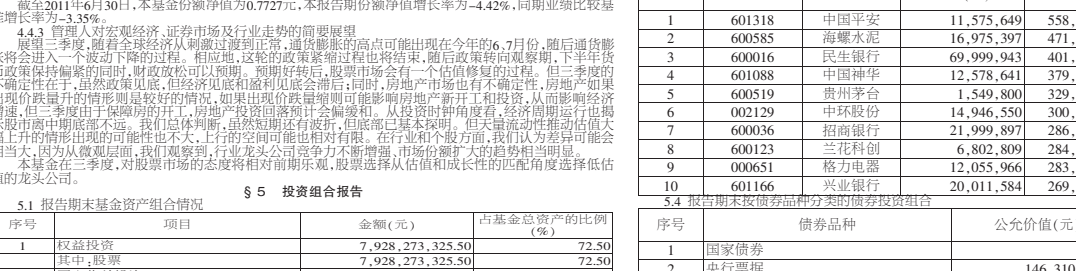 截至2011年6月30日,本基金份额净值为0.7727元,本报告期份额净值增长率为-4.42%,同期业绩比较基
增长率为-3.35%。
4.4.3 管理人对宏观经济、证券市场及行业走势的简要展望
展望三季度,随着全球经济从刺激过渡到正常,通货膨胀的高点可能出现在今年的6、7月份,随后通货膨
将会进入一个波动下降的过程。相应地,这轮的政策紧缩过程也将结束,随后政策转向观察期,下半年货
政策保持偏紧的同时,财政放松可以预期。预期好转后,股票市场会有一个估值修复的过程。但三季度的
确定性在于,虽然政策见底,但经济见底和盈利见底会滞后;同时,房地产市场也有不确定性,房地产如果
现价跌量升的情形则是较好的情况,如果出现价跌量缩则可能影响房地产新开工和投资,从而影响经济
速,但三季度由于保障房的开工,房地产投资回落预计会偏缓和。从投资时钟角度看,经济周期运行也揭
股市离中期底部不远。我们总体判断,虽然短期还有波折,但底部已基本探明。但天量流动性推动估值大
上升的情形出现的可能性也不大,上行的空间可能也相对有限。在行业和个股方面,我们认为差异可能会
当大,因为从微观层面,我们观察到,行业龙头公司竞争力不断增强、市场份额扩大的趋势相当明显。
本基金在三季度,对股票市场的态度将相对前期乐观,股票选择从估值和成长性的匹配角度选择低估
的龙头公司。
§5 投资组合报告
5.1 报告期末基金资产组合情况
序号 项目 金额(元) 占基金总资产的比例(%)
1 权益投资 7,928,273,325.50 72.50
其中:股票 7,928,273,325.50 72.50
1 601318 中国平安 11,575,649 558,
2 600585 海螺水泥 16,975,397 471,
3 600016 民生银行 69,999,943 401,
4 601088 中国神华 12,578,641 379,
5 600519 贵州茅台 1,549,800 329,
6 002129 中环股份 14,946,550 300,
7 600036 招商银行 21,999,897 286,
8 600123 兰花科创 6,802,809 284,
9 000651 格力电器 12,055,966 283,
10 601166 兴业银行 20,011,584 269,
5.4 报告期末按债券品种分类的债券投资组合
序号 债券品种 公允价值(元
1 国家债券
2 央行票据 146,310